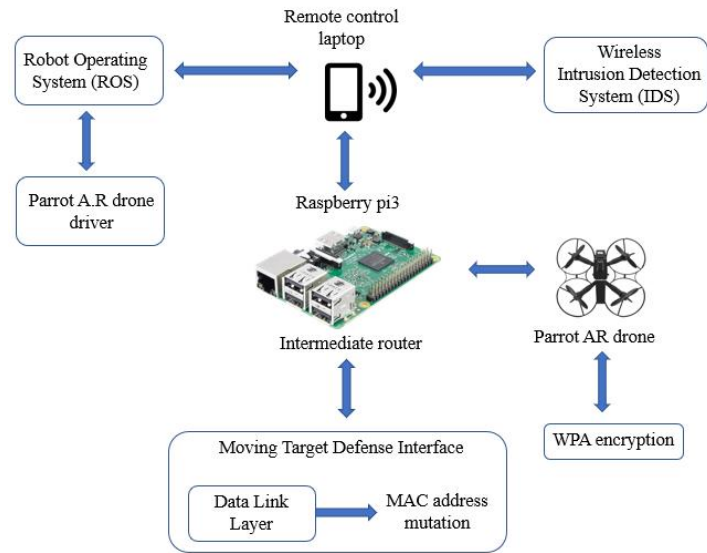 Remote control
laptop
Robot Operating
System (ROS)
Wireless
Intrusion Detection
System (IDS)
Parrot A.R drone
driver
Raspberry pi3
Intermediate router
Parrot AR drone
WPA encryption
Moving Target Defense Interface
Data Link
Layer
MAC address
mutation